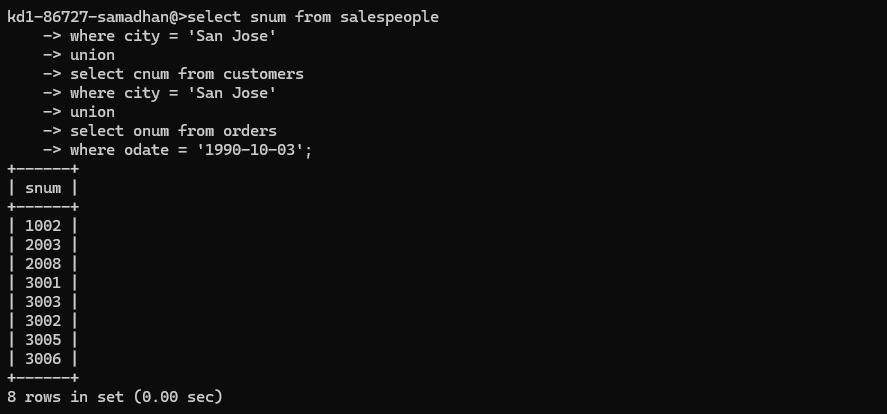 kd1-86727-samadhan@>select snum from salespeople
    -> where city = 'San Jose'
    -> union
    -> select cnum from customers
    -> where city = 'San Jose'
    -> union
    -> select onum from orders
    -> where odate = '1990-10-03';
+------+
| snum |
+------+
| 1002 |
| 2003 |
| 2008 |
| 3001 |
| 3003 |
| 3002 |
| 3005 |
| 3006 |
+------+
8 rows in set (0.00 sec)